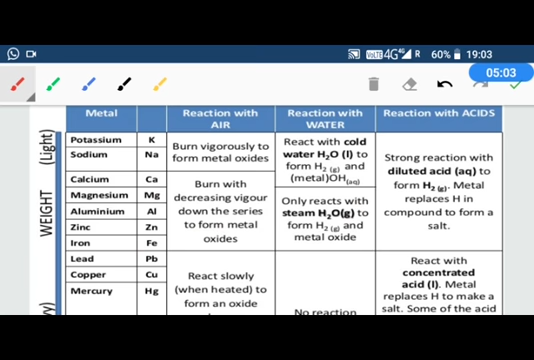 VoLTE 4G 4G R 60% 19:03
05:03
Metal Reaction with AIR Reaction with WATER Reaction with ACIDS
WEIGHT (Light)
Potassium K
Sodium Na
Calcium Ca
Magnesium Mg
Aluminium Al
Zinc Zn
Iron Fe
Lead Pb
Copper Cu
Mercury Hg
Burn vigorously to
form metal oxides
Burn with
decreasing vigour
down the series
to form metal
oxides
React slowly
(when heated) to
form an oxide
React with cold
water H₂O (l) to
form H₂ (g) and
(metal)OH(aq)
Only reacts with
steam H₂O(g) to
form H₂ (g) and
metal oxide
No reaction
Strong reaction with
diluted acid (aq) to
form H₂ (g). Metal
replaces H in
compound to form a
salt.
React with
concentrated
acid (l). Metal
replaces H to make a
salt. Some of the acid